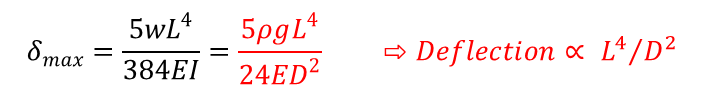 δ_max = 5wL⁴/384EI = 5ρgL⁴/24ED² ⇨ Deflection ∝ L⁴/D²